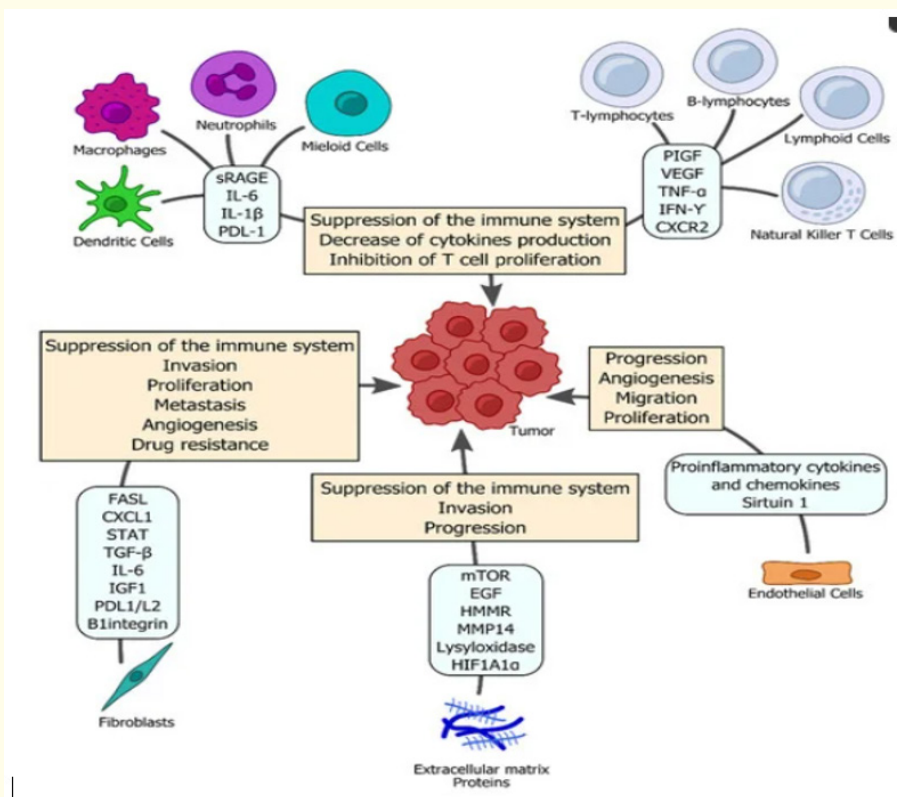 Macrophages
Neutrophils
Mieloid Cells
Dendritic Cells
sRAGE
IL-6
IL-1β
PDL-1
T-lymphocytes
B-lymphocytes
Lymphoid Cells
Natural Killer T Cells
PIGF
VEGF
TNF-α
IFN-ϒ
CXCR2
Suppression of the immune system
Decrease of cytokines production
Inhibition of T cell proliferation
Suppression of the immune system
Invasion
Proliferation
Metastasis
Angiogenesis
Drug resistance
Tumor
Progression
Angiogenesis
Migration
Proliferation
Proinflammatory cytokines
and chemokines
Sirtuin 1
Endothelial Cells
Suppression of the immune system
Invasion
Progression
FASL
CXCL1
STAT
TGF-β
IL-6
IGF1
PDL1/L2
B1integrin
Fibroblasts
mTOR
EGF
HMMR
MMP14
Lysyloxidase
HIF1A1α
Extracellular matrix
Proteins